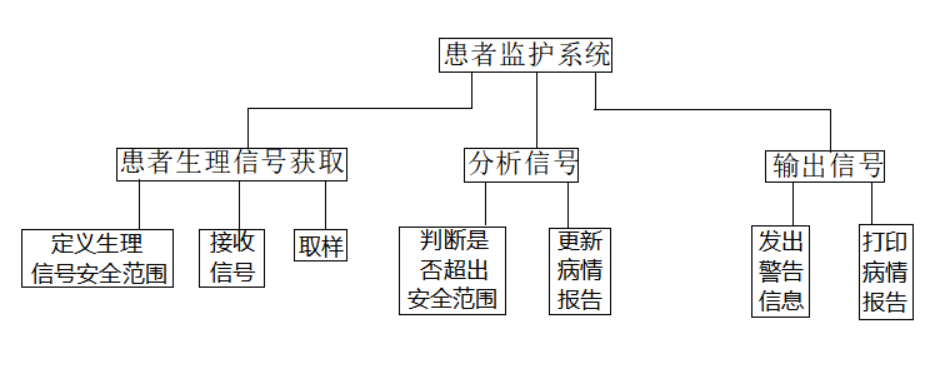 患者监护系统
患者生理信号获取
分析信号
输出信号
定义生理
信号安全范围
接收
信号
取样
判断是
否超出
安全范围
更新
病情
报告
发出
警告
信息
打印
病情
报告